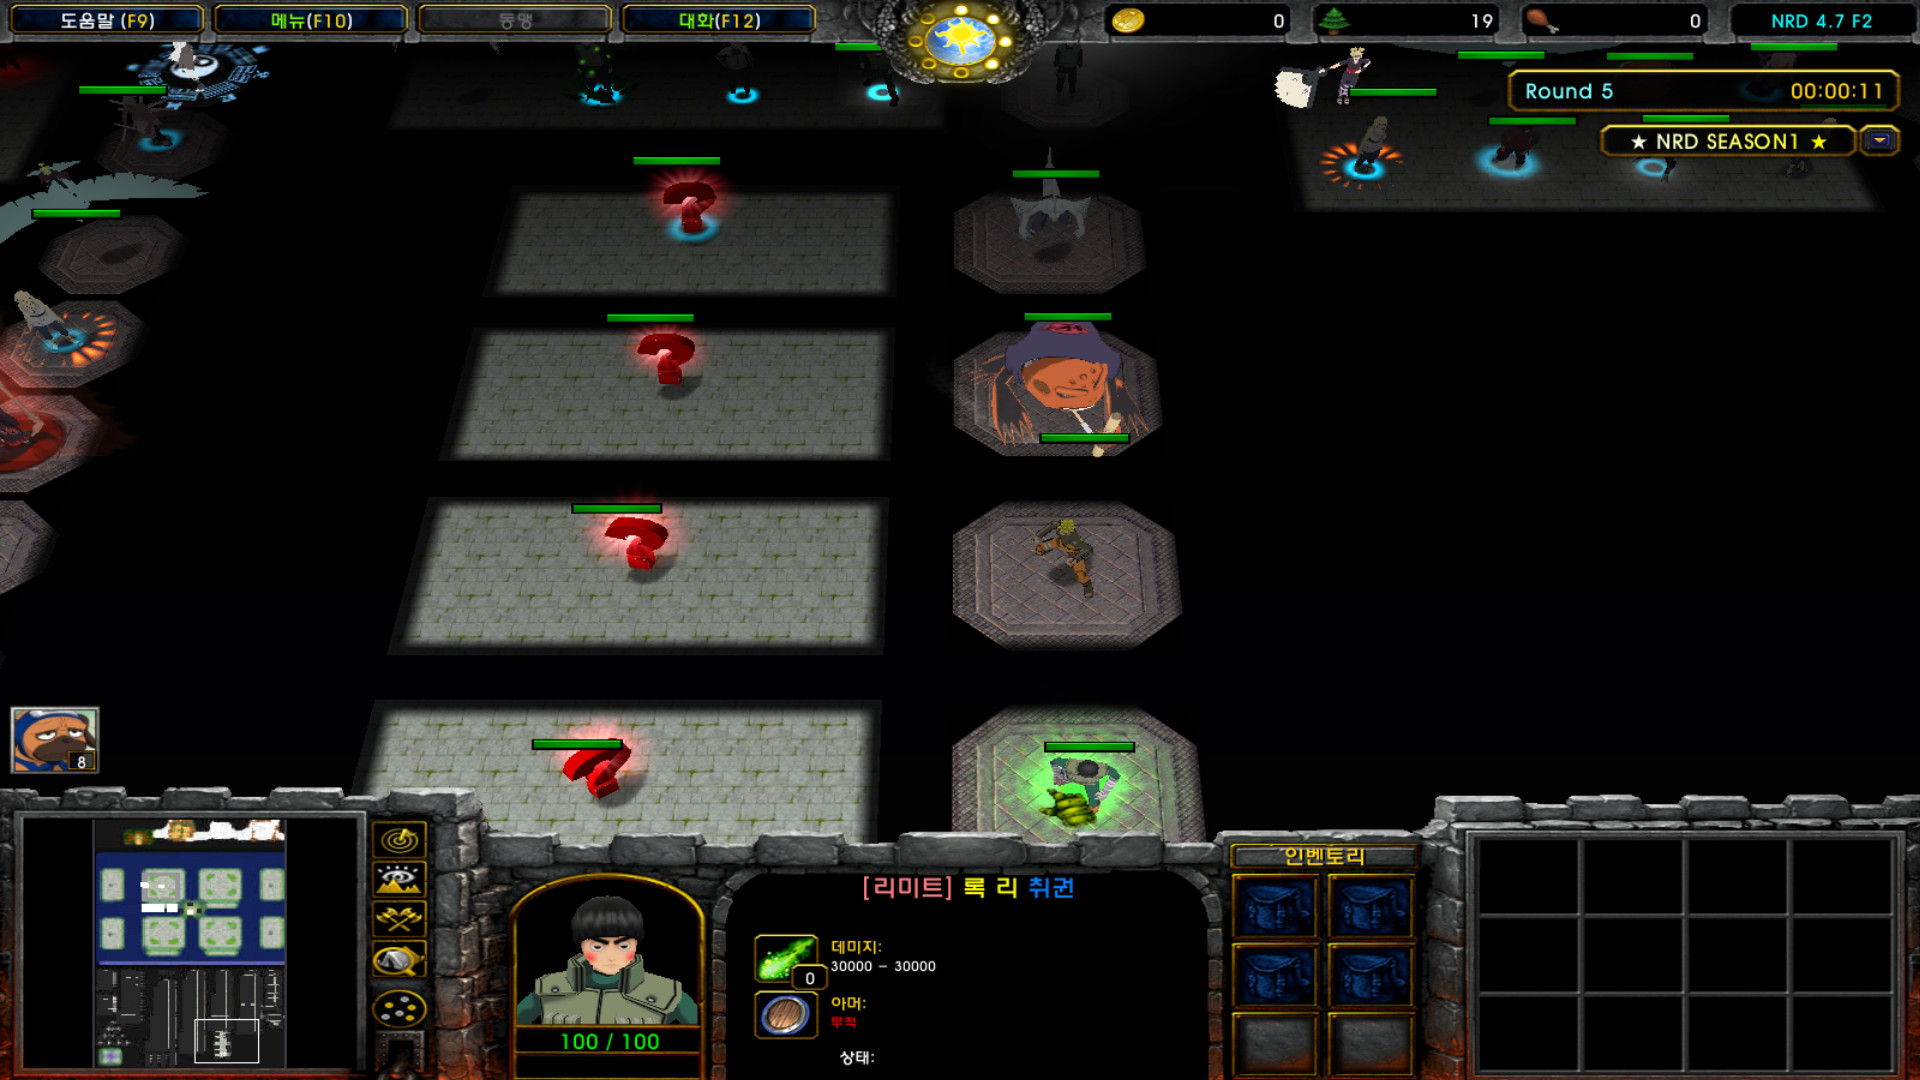 도움말 (F9)
메뉴(F10)
동맹
대화(F12)
0
19
0
NRD 4.7 F2
Round 5
00:00:11
★ NRD SEASON1 ★
8
[리미트] 록 리 취권
데미지:
30000 - 30000
0
아머:
무적
상태:
100 / 100
인벤토리